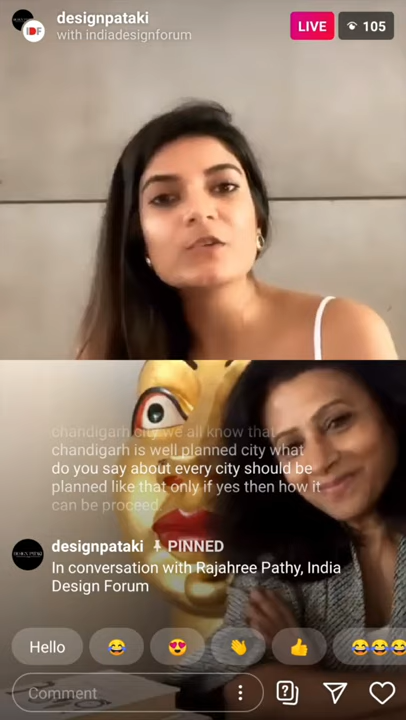 designpataki
with indiadesignforum
LIVE
105
IDF
chandigarh city we all know that
chandigarh is well planned city what
do you say about every city should be
planned like that only if yes then how it
can be proceed.
designpataki PINNED
In conversation with Rajahree Pathy, India
Design Forum
Hello
Comment